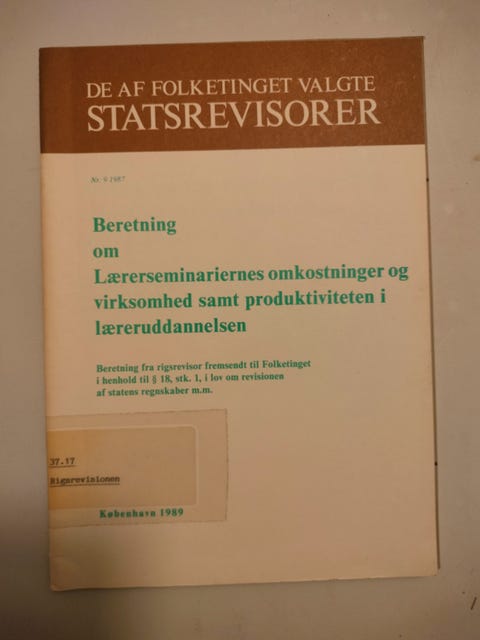 DE AF FOLKETINGET VALGTE
STATSREVISORER
Nr. 9 1987
Beretning
om
Lærerseminariernes omkostninger og
virksomhed samt produktiviteten i
læreruddannelsen
Beretning fra rigsrevisor fremsendt til Folketinget
i henhold til § 18, stk. 1, i lov om revisionen
af statens regnskaber m.m.
37.17
Rigsrevisionen
København 1989